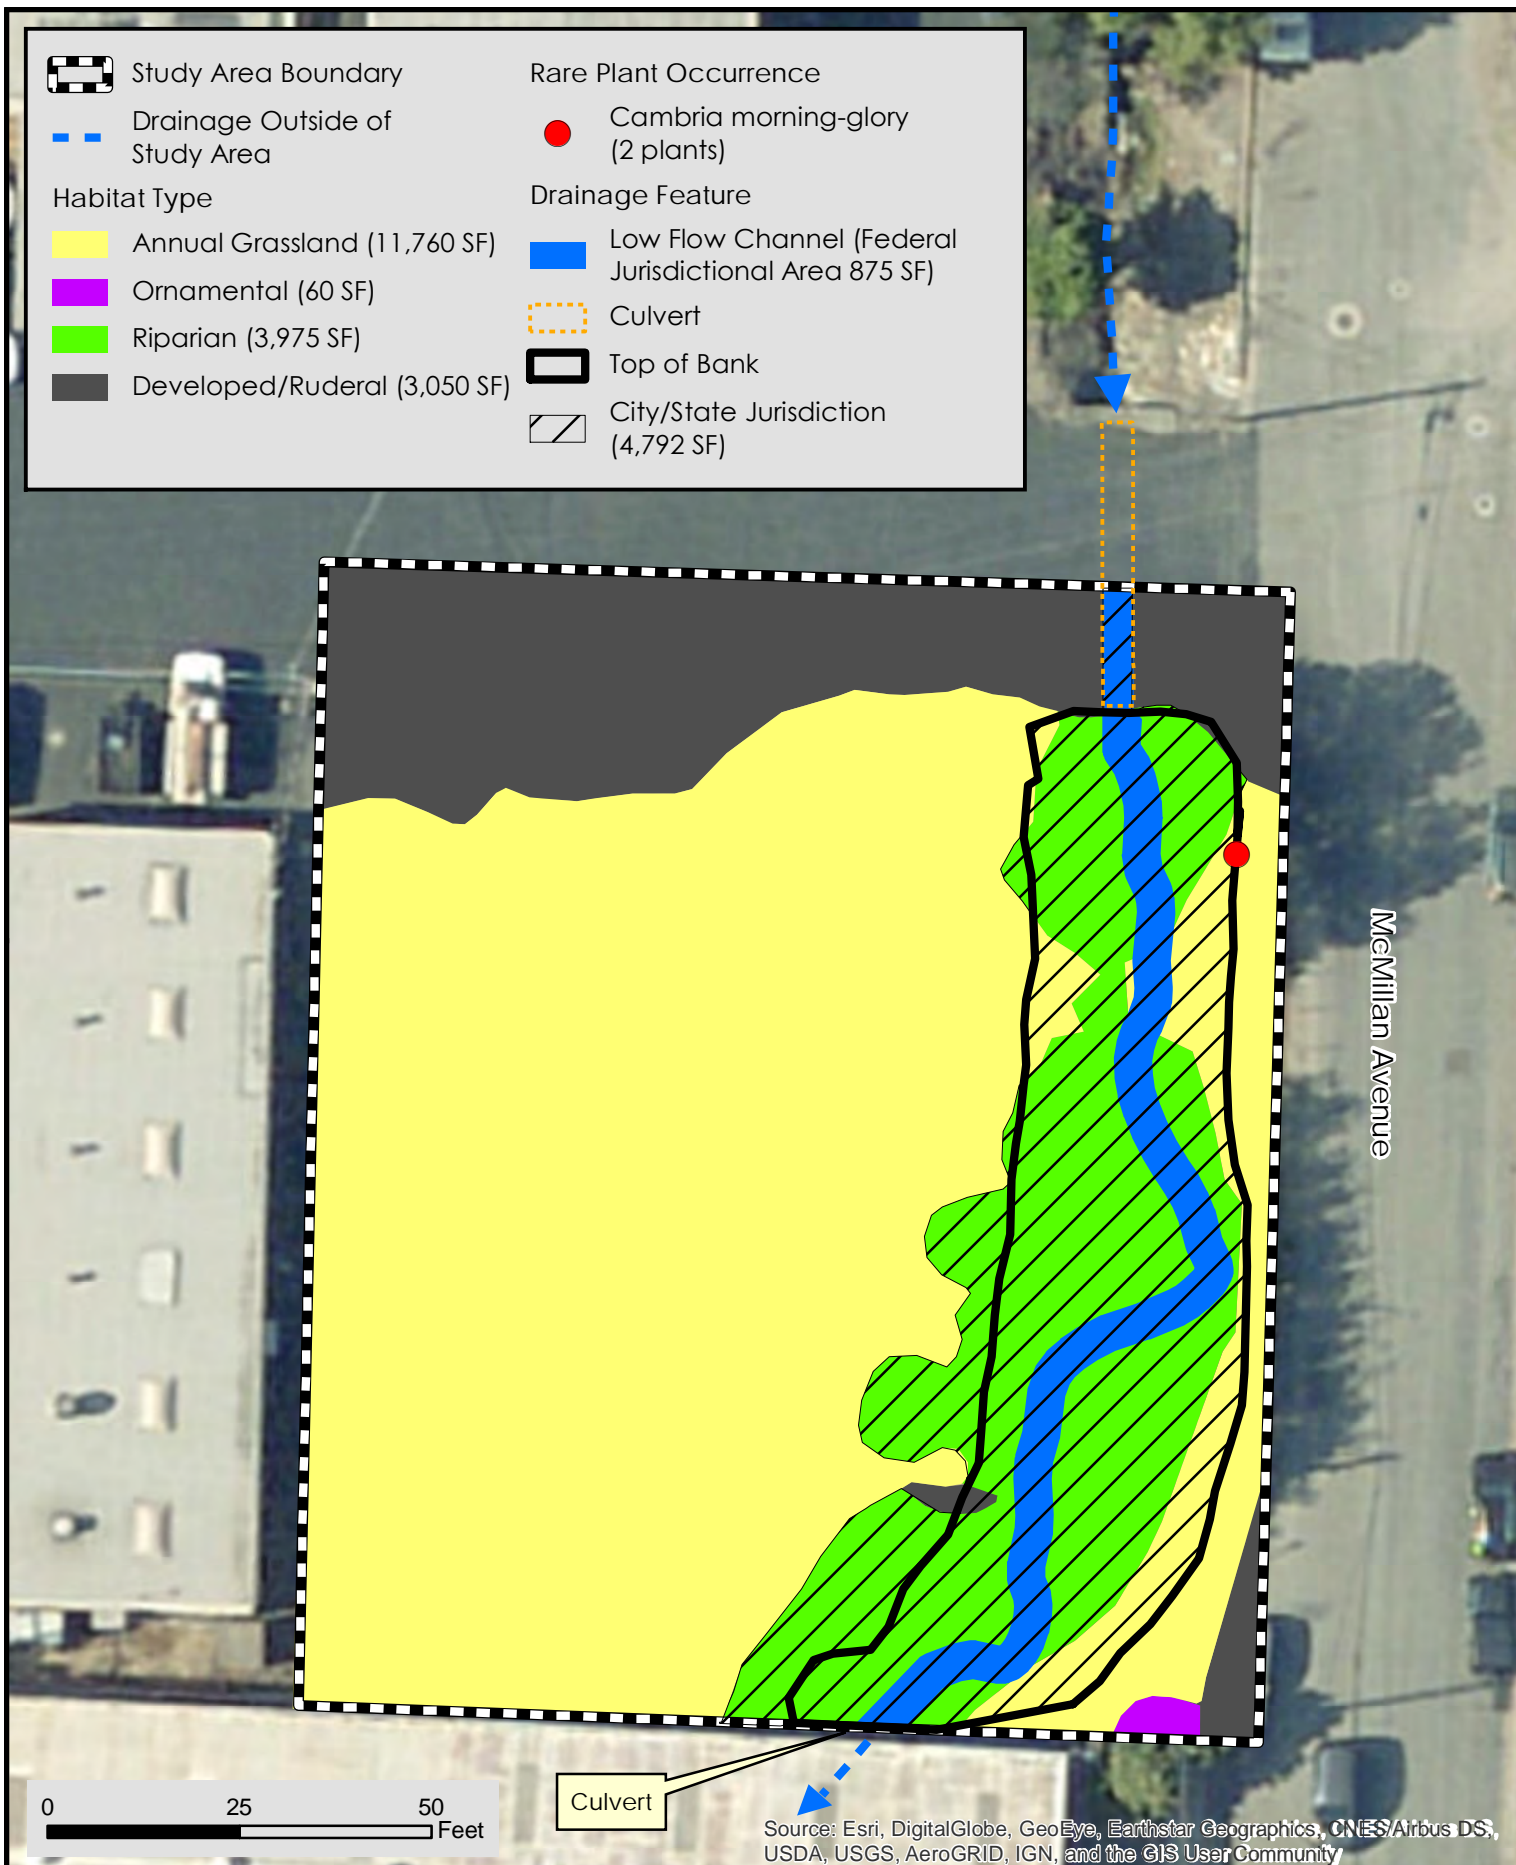 Study Area Boundary
Drainage Outside of
Study Area
Habitat Type
Annual Grassland (11,760 SF)
Ornamental (60 SF)
Riparian (3,975 SF)
Developed/Ruderal (3,050 SF)
Rare Plant Occurrence
Cambria morning-glory
(2 plants)
Drainage Feature
Low Flow Channel (Federal
Jurisdictional Area 875 SF)
Culvert
Top of Bank
City/State Jurisdiction
(4,792 SF)
McMillan Avenue
Culvert
0 25 50
Feet
Source: Esri, DigitalGlobe, GeoEye, Earthstar Geographics, CNES/Airbus DS,
USDA, USGS, AeroGRID, IGN, and the GIS User Community